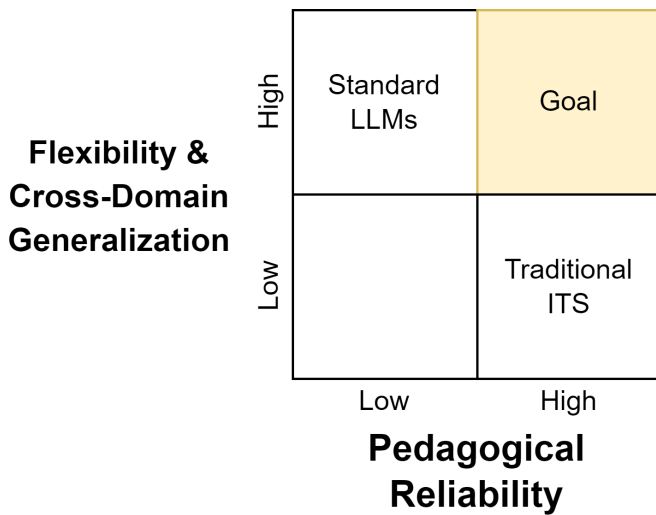 Flexibility &
Cross-Domain
Generalization
High
Low
Standard
LLMs
Goal
Traditional
ITS
Low
High
Pedagogical
Reliability